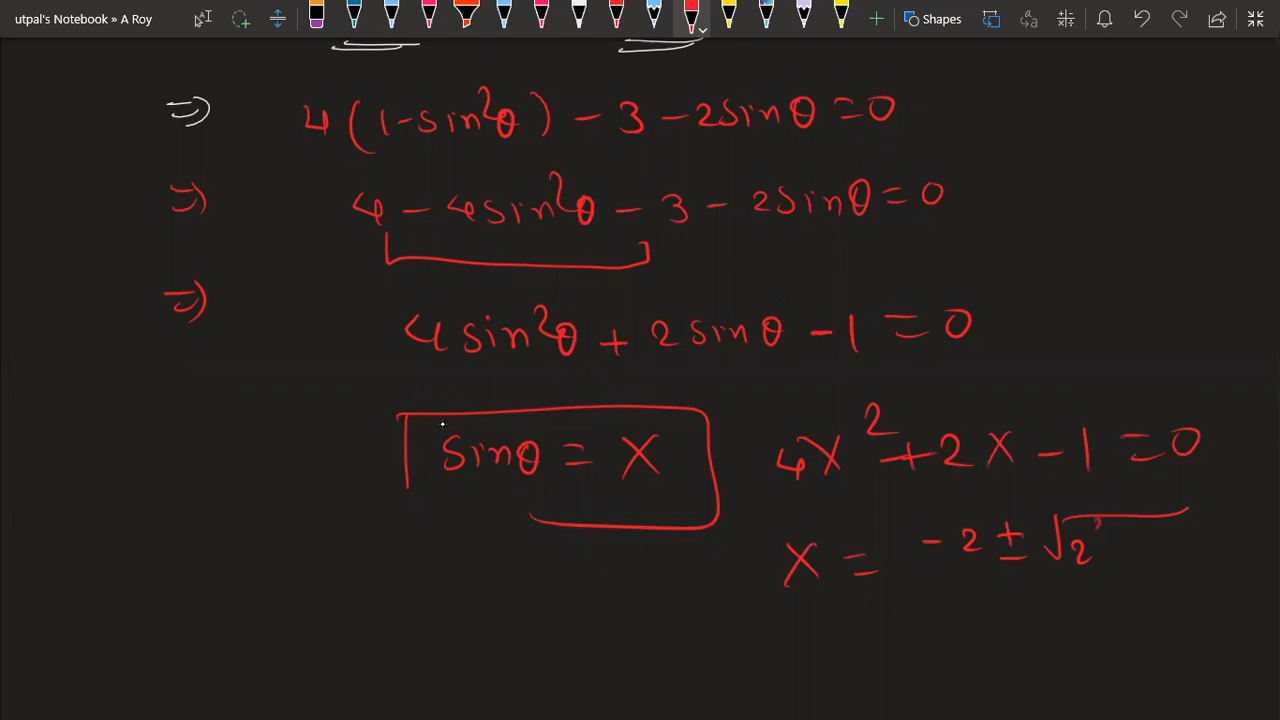 utpal's Notebook » A Roy
Shapes
=> 4(1-sin²θ) - 3 - 2sinθ = 0
=> 4 - 4sin²θ - 3 - 2sinθ = 0
=> 4sin²θ + 2sinθ - 1 = 0
sinθ = X
4X² + 2X - 1 = 0
X = -2 ± √2